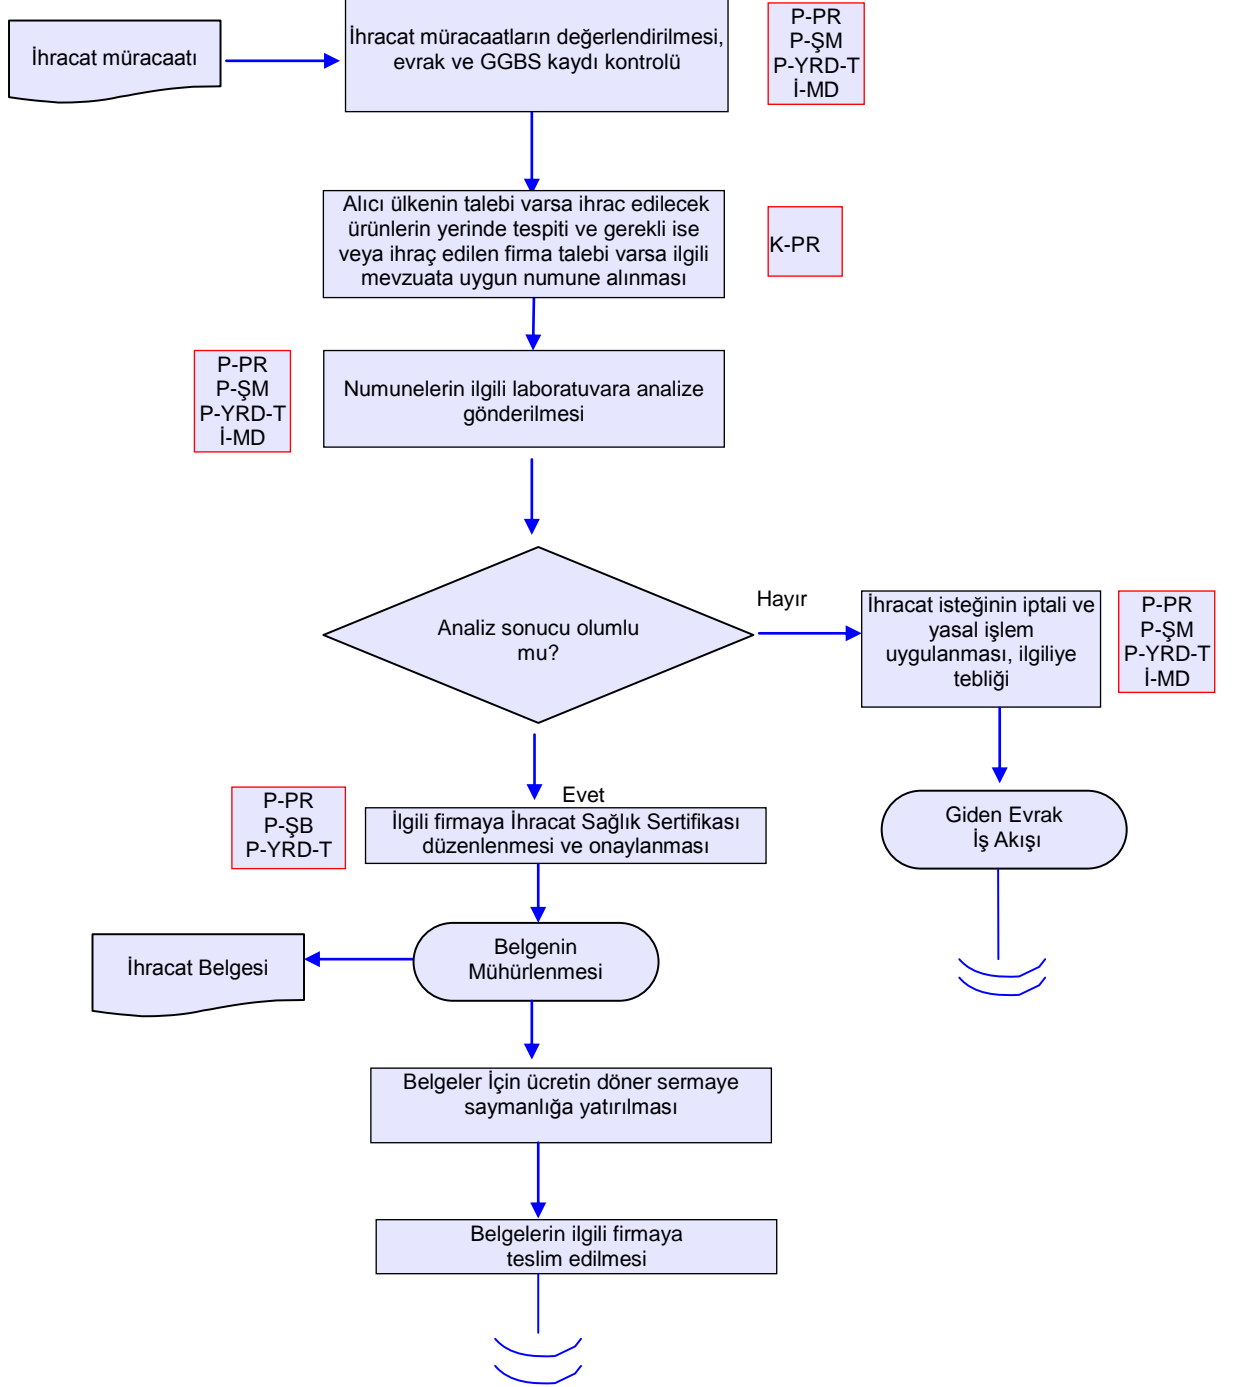 İhracat müracaatı
İhracat müracaatların değerlendirilmesi,
evrak ve GGBS kaydı kontrolü
P-PR
P-ŞM
P-YRD-T
İ-MD
Alıcı ülkenin talebi varsa ihrac edilecek
ürünlerin yerinde tespiti ve gerekli ise
veya ihraç edilen firma talebi varsa ilgili
mevzuata uygun numune alınması
K-PR
P-PR
P-ŞM
P-YRD-T
İ-MD
Numunelerin ilgili laboratuvara analize
gönderilmesi
Analiz sonucu olumlu
mu?
Hayır
İhracat isteğinin iptali ve
yasal işlem
uygulanması, ilgiliye
tebliği
P-PR
P-ŞM
P-YRD-T
İ-MD
Evet
P-PR
P-ŞB
P-YRD-T
İlgili firmaya İhracat Sağlık Sertifikası
düzenlenmesi ve onaylanması
Giden Evrak
İş Akışı
Belgenin
Mühürlenmesi
İhracat Belgesi
Belgeler İçin ücretin döner sermaye
saymanlığa yatırılması
Belgelerin ilgili firmaya
teslim edilmesi